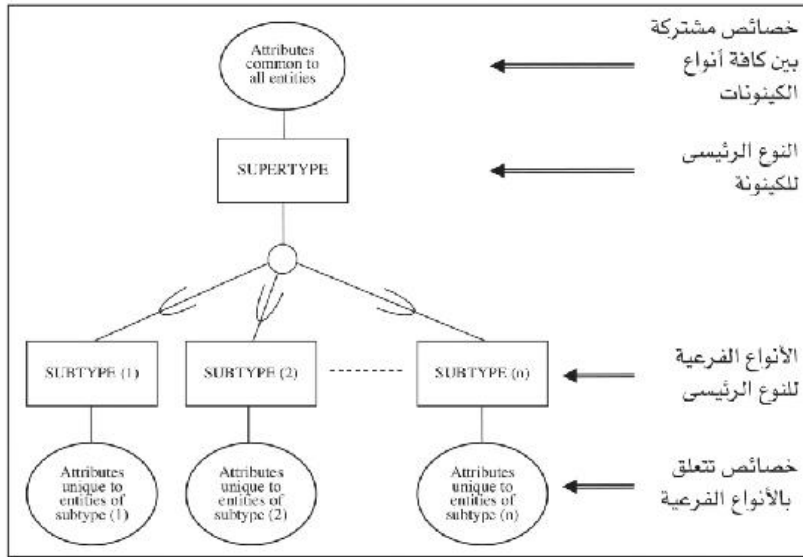 Attributes
common to
all entities
خصائص مشتركة
بين كافة أنواع
الكينونات
SUPERTYPE
النوع الرئيسى
للكينونة
SUBTYPE (1)
SUBTYPE (2)
SUBTYPE (n)
الأنواع الفرعية
للنوع الرئيسى
Attributes
unique to
entities of
subtype (1)
Attributes
unique to
entities of
subtype (2)
Attributes
unique to
entities of
subtype (n)
خصائص تتعلق
بالأنواع الفرعية